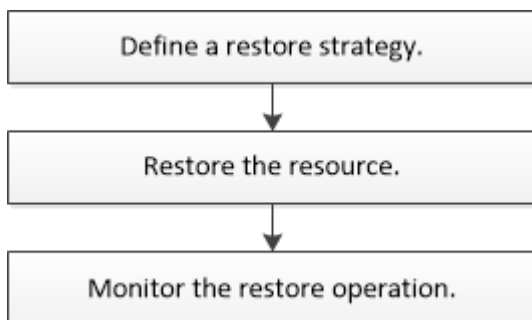 Define a restore strategy.
Restore the resource.
Monitor the restore operation.